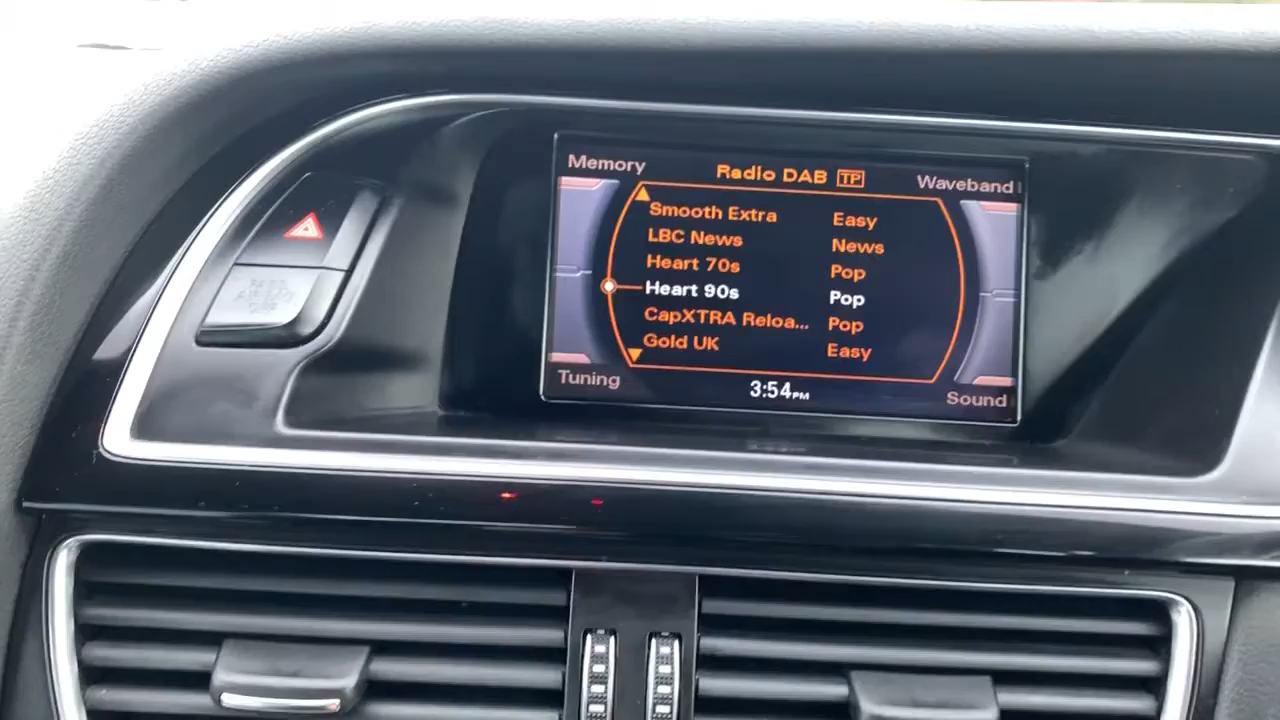 Memory
Radio DAB TP
Waveband
Smooth Extra Easy
LBC News News
Heart 70s Pop
Heart 90s Pop
CapXTRA Reloa... Pop
Gold UK Easy
Tuning
3:54PM
Sound